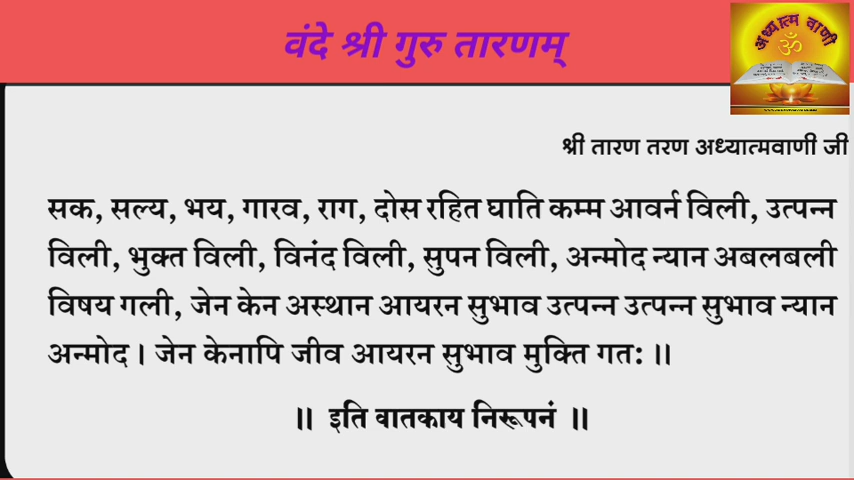 वंदे श्री गुरु तारणम्
अध्यात्म वाणी
ॐ
श्री तारण तरण अध्यात्मवाणी जी
सक, सल्य, भय, गारव, राग, दोस रहित घाति कम्म आवर्न विली, उत्पन्न
विली, भुक्त विली, विनंद विली, सुपन विली, अन्मोद न्यान अबलबली
विषय गली, जेन केन अस्थान आयरन सुभाव उत्पन्न उत्पन्न सुभाव न्यान
अन्मोद । जेन केनापि जीव आयरन सुभाव मुक्ति गत: ।।
॥ इति वातकाय निरूपनं ॥